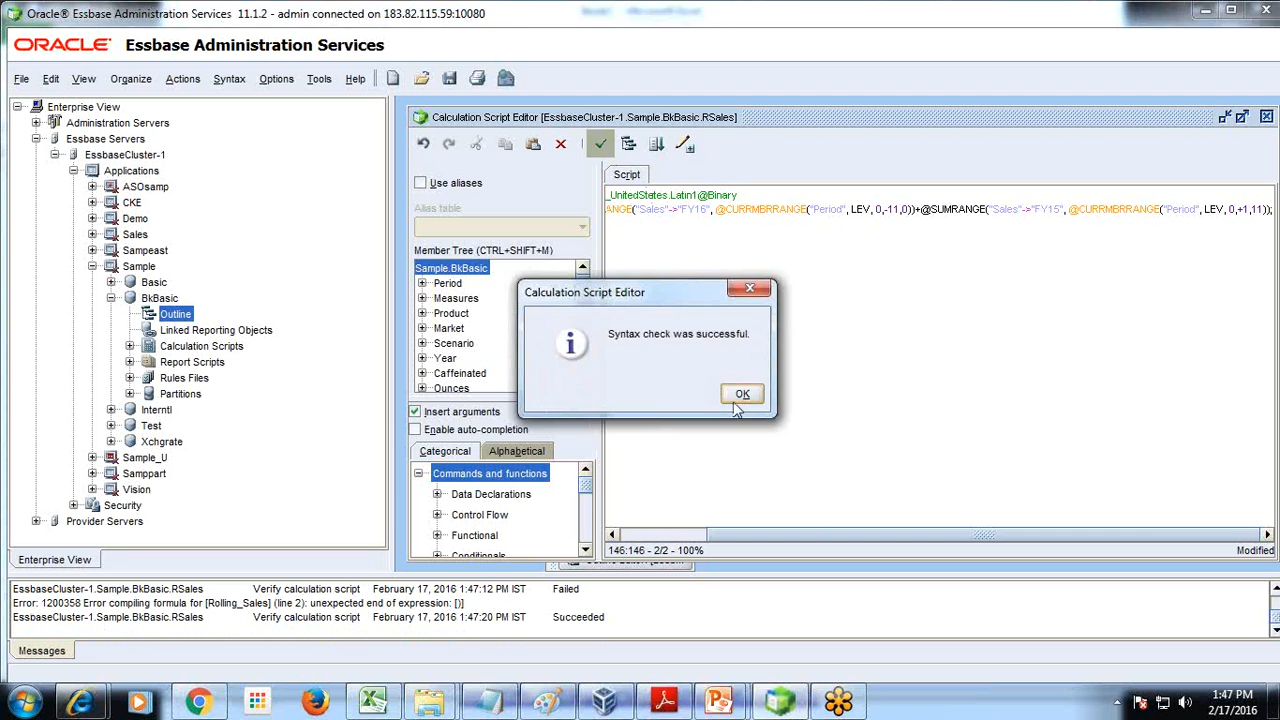 Oracle® Essbase Administration Services 11.1.2 - admin connected on 183.82.115.59:10080
ORACLE Essbase Administration Services
File Edit View Organize Actions Syntax Options Tools Help
Enterprise View
Administration Servers
Essbase Servers
EssbaseCluster-1
Applications
ASOsamp
CKE
Demo
Sales
Sampeast
Sample
Basic
BkBasic
Outline
Linked Reporting Objects
Calculation Scripts
Report Scripts
Rules Files
Partitions
Interntl
Test
Xchgrate
Sample_U
Samppart
Vision
Security
Provider Servers
Enterprise View
Calculation Script Editor [EssbaseCluster-1.Sample.BkBasic.RSales]
Use aliases
Alias table
Member Tree (CTRL+SHIFT+M)
Sample.BkBasic
Period
Measures
Product
Market
Scenario
Year
Caffeinated
Ounces
Insert arguments
Enable auto-completion
Categorical Alphabetical
Commands and functions
Data Declarations
Control Flow
Functional
Conditionals
Script
_UnitedStates.Latin1@Binary
ANGE("Sales"->"FY16", @CURRMBRRANGE("Period", LEV, 0,-11,0))+@SUMRANGE("Sales"->"FY15", @CURRMBRRANGE("Period", LEV, 0,+1,11));
146:146 - 2/2 - 100%
Modified
Calculation Script Editor
Syntax check was successful.
OK
EssbaseCluster-1.Sample.BkBasic.RSales Verify calculation script February 17, 2016 1:47:12 PM IST Failed
Error: 1200358 Error compiling formula for [Rolling_Sales] (line 2): unexpected end of expression: [)]
EssbaseCluster-1.Sample.BkBasic.RSales Verify calculation script February 17, 2016 1:47:20 PM IST Succeeded
Messages
1:47 PM
2/17/2016